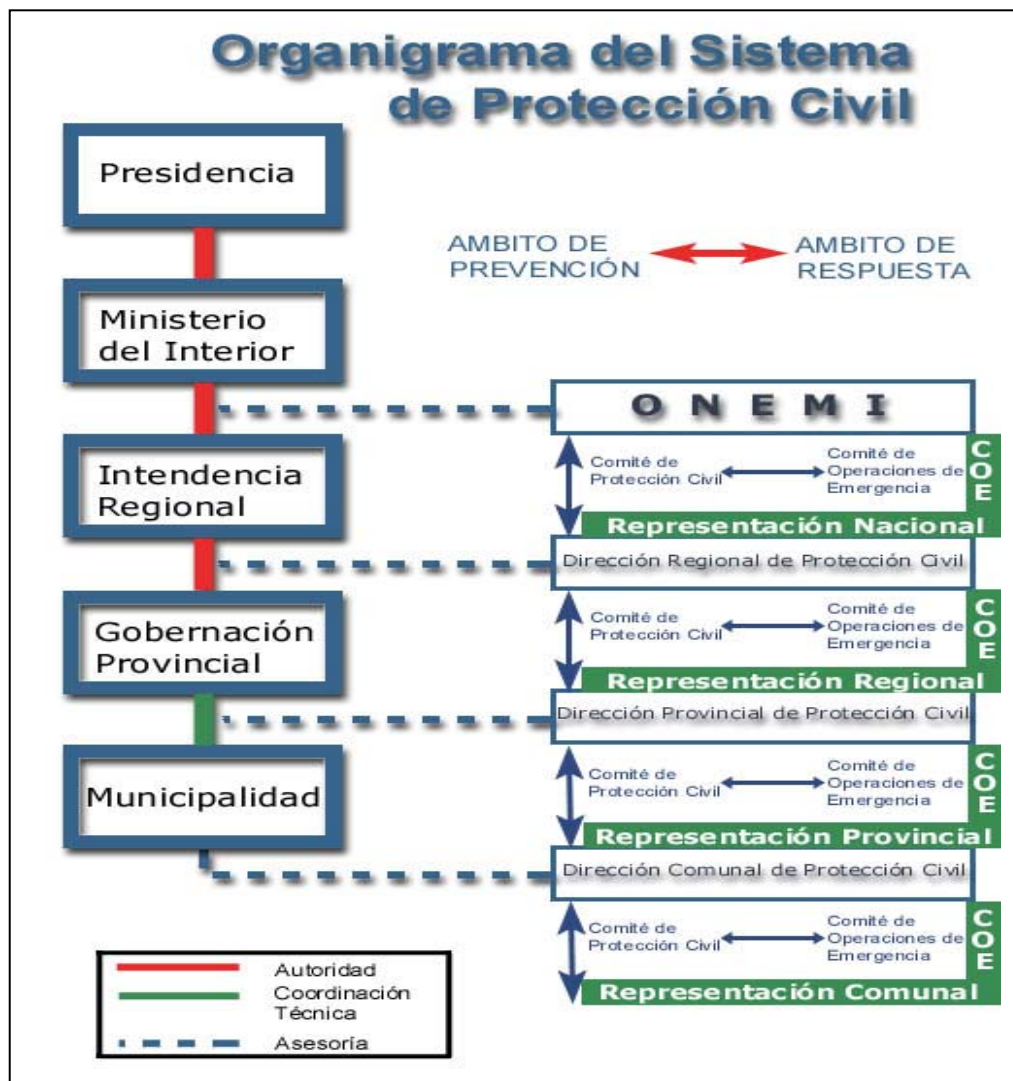 Organigrama del Sistema
de Protección Civil
Presidencia
AMBITO DE
PREVENCIÓN
AMBITO DE
RESPUESTA
Ministerio
del Interior
O N E M I
Intendencia
Regional
Comité de
Protección Civil
Comité de
Operaciones de
Emergencia
COE
Representación Nacional
Dirección Regional de Protección Civil
Gobernación
Provincial
Comité de
Protección Civil
Comité de
Operaciones de
Emergencia
COE
Representación Regional
Dirección Provincial de Protección Civil
Municipalidad
Comité de
Protección Civil
Comité de
Operaciones de
Emergencia
COE
Representación Provincial
Dirección Comunal de Protección Civil
Comité de
Protección Civil
Comité de
Operaciones de
Emergencia
COE
Representación Comunal
Autoridad
Coordinación
Técnica
Asesoría